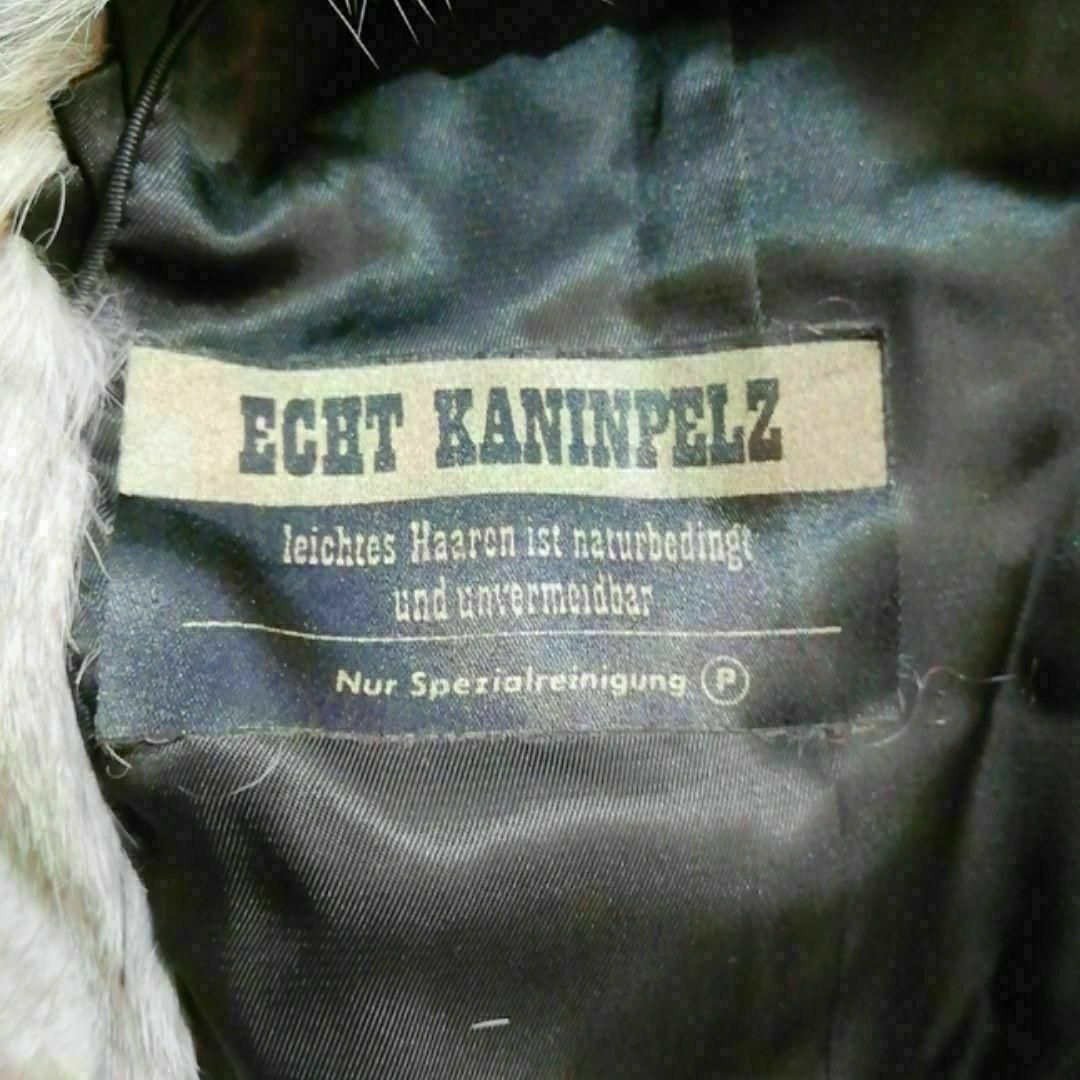 ECHT KANINPELZ
leichtes Haaren ist naturbedingt
und unvermeidbar
Nur Spezialreinigung Ⓟ